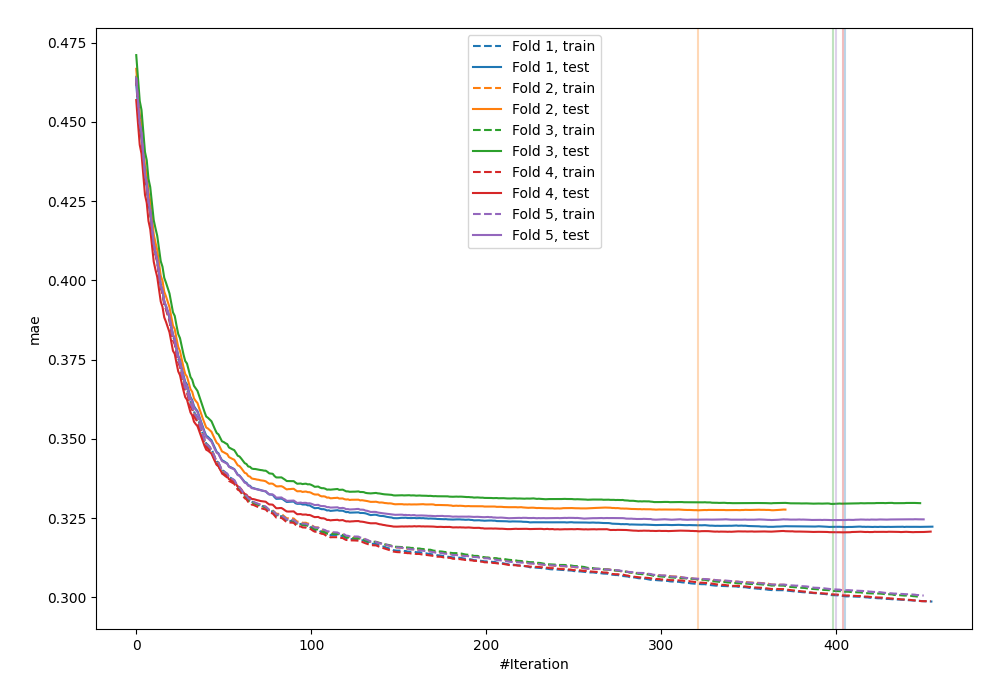 0.475
0.450
0.425
0.400
0.375
0.350
0.325
0.300
mae
Fold 1, train
Fold 1, test
Fold 2, train
Fold 2, test
Fold 3, train
Fold 3, test
Fold 4, train
Fold 4, test
Fold 5, train
Fold 5, test
0
100
200
300
400
#Iteration